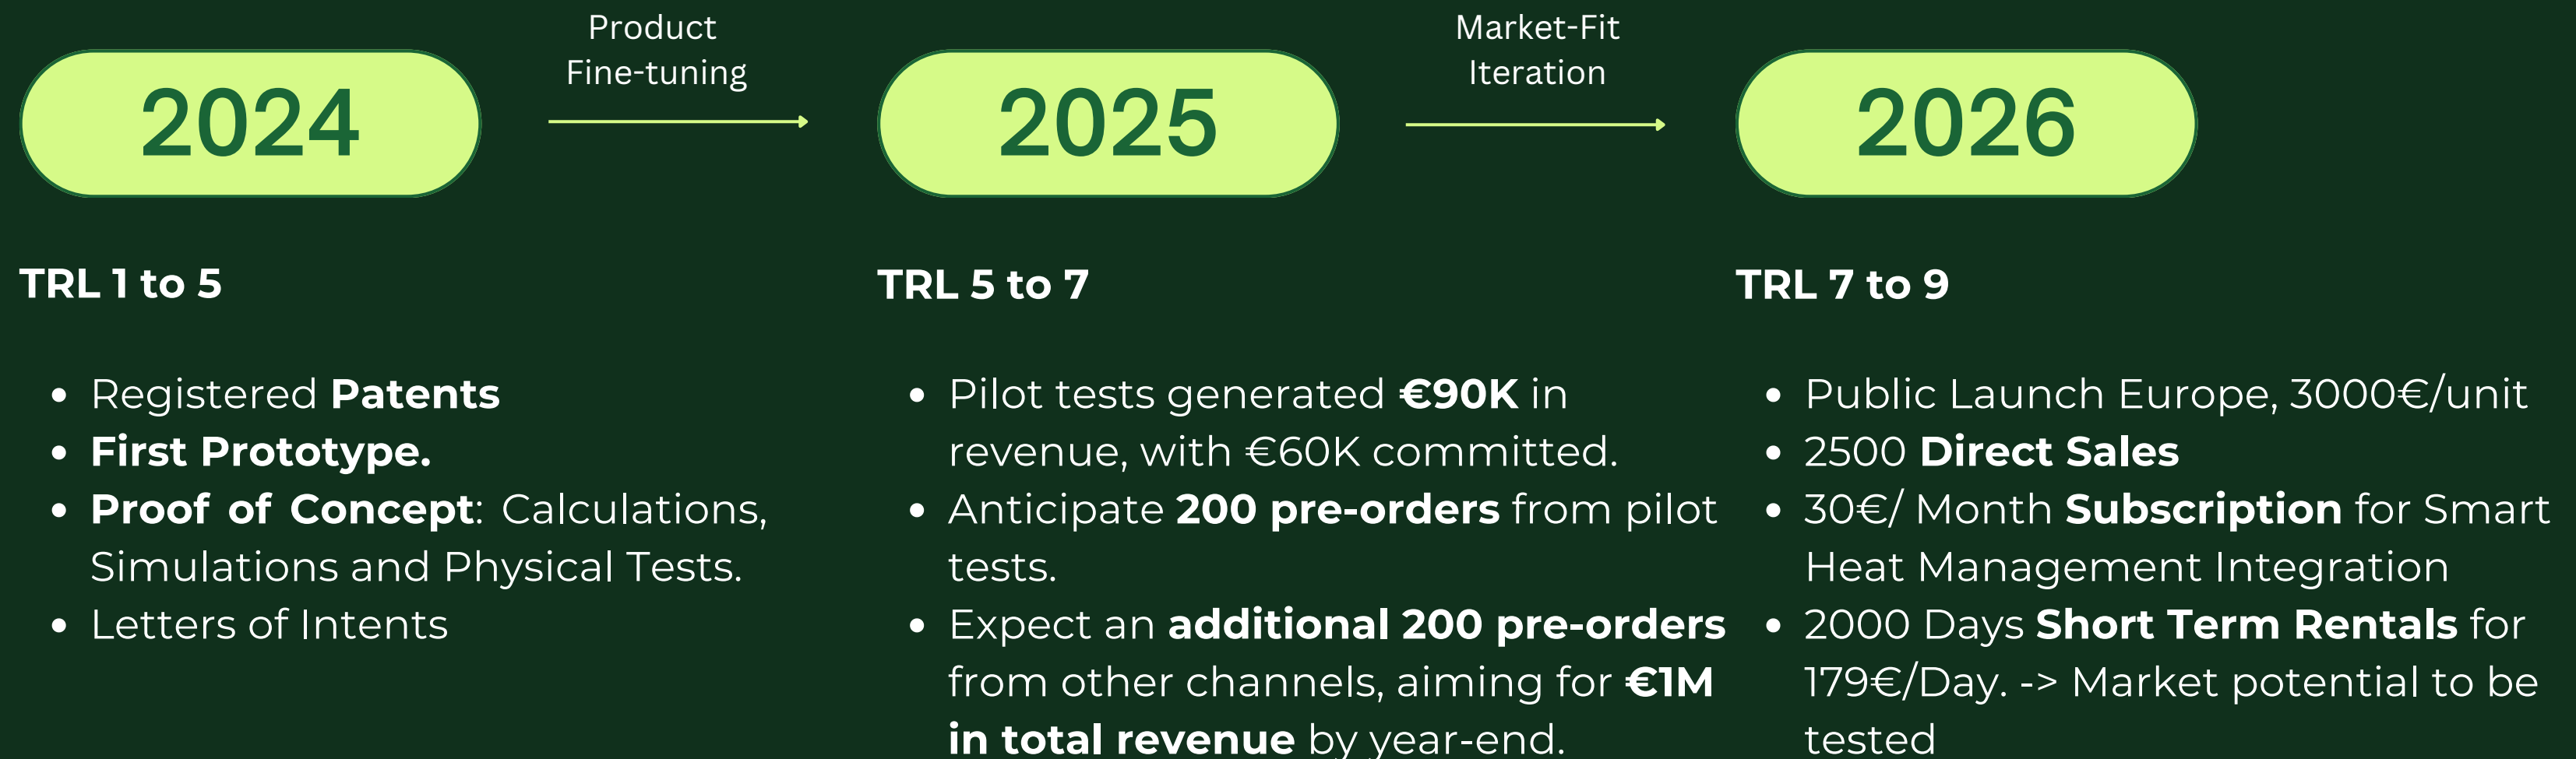 2024
Product
Fine-tuning
2025
Market-Fit
Iteration
2026
TRL 1 to 5
• Registered Patents
• First Prototype.
• Proof of Concept: Calculations,
Simulations and Physical Tests.
• Letters of Intents
TRL 5 to 7
• Pilot tests generated €90K in
revenue, with €60K committed.
• Anticipate 200 pre-orders from pilot
tests.
• Expect an additional 200 pre-orders
from other channels, aiming for €1M
in total revenue by year-end.
TRL 7 to 9
• Public Launch Europe, 3000€/unit
• 2500 Direct Sales
• 30€/ Month Subscription for Smart
Heat Management Integration
• 2000 Days Short Term Rentals for
179€/Day. -> Market potential to be
tested